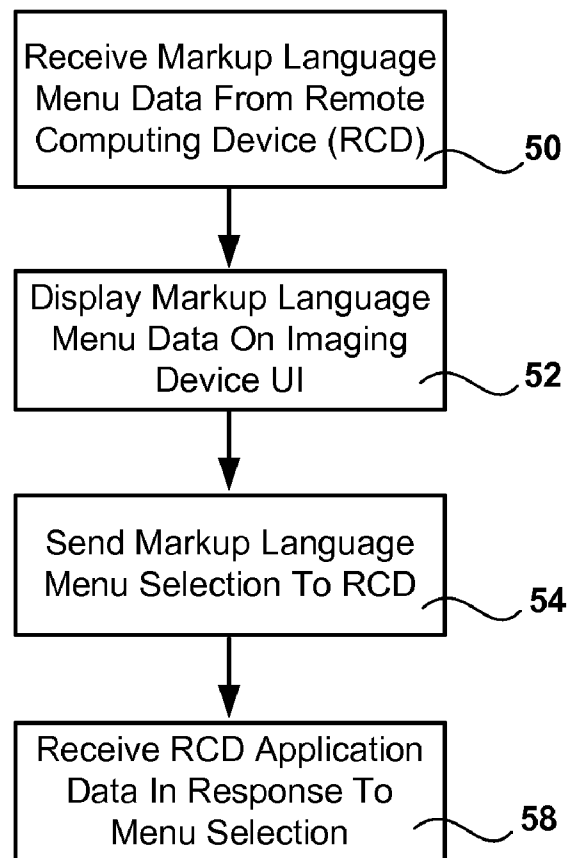 Receive Markup Language
Menu Data From Remote
Computing Device (RCD)
50
Display Markup Language
Menu Data On Imaging
Device UI
52
Send Markup Language
Menu Selection To RCD
54
Receive RCD Application
Data In Response To
Menu Selection
58